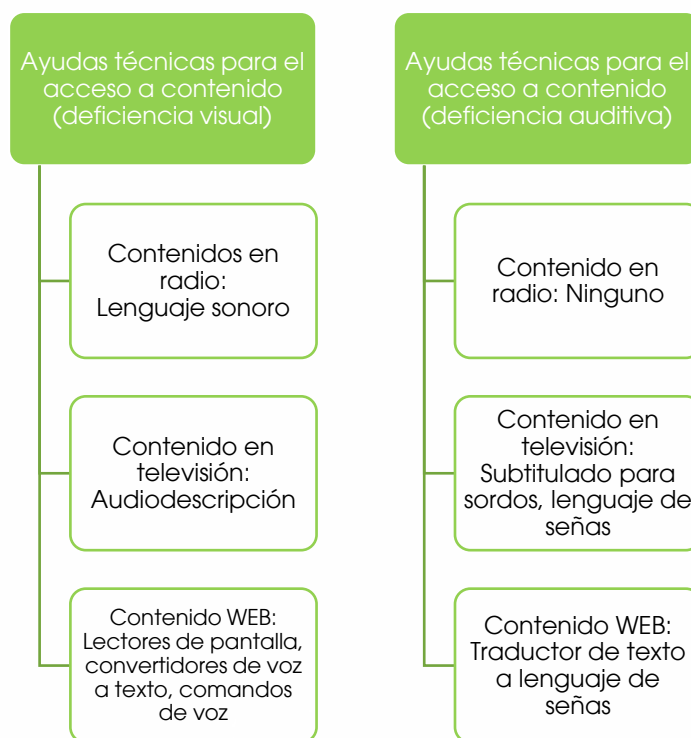 Ayudas técnicas para el
acceso a contenido
(deficiencia visual)
Contenidos en
radio:
Lenguaje sonoro
Contenido en
televisión:
Audiodescripción
Contenido WEB:
Lectores de pantalla,
convertidores de voz
a texto, comandos
de voz
Ayudas técnicas para el
acceso a contenido
(deficiencia auditiva)
Contenido en
radio: Ninguno
Contenido en
televisión:
Subtitulado para
sordos, lenguaje de
señas
Contenido WEB:
Traductor de texto
a lenguaje de
señas